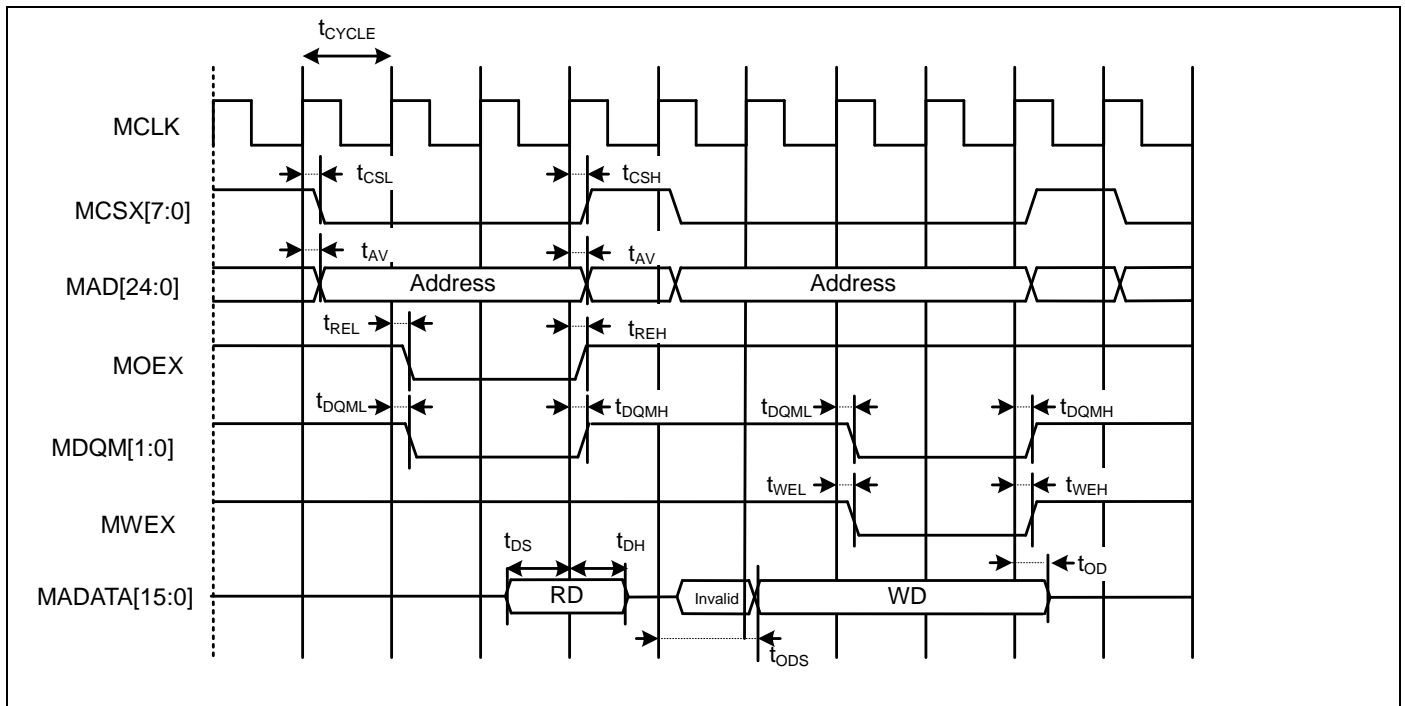 tCYCLE
MCLK
tCSL tCSH
MCSX[7:0]
tAV tAV
MAD[24:0] Address Address
tREL tREH
MOEX
tDQML tDQMH tDQML tDQMH
MDQM[1:0]
tWEL tWEH
MWEX
tDS tDH tOD
MADATA[15:0] RD Invalid WD
tODS